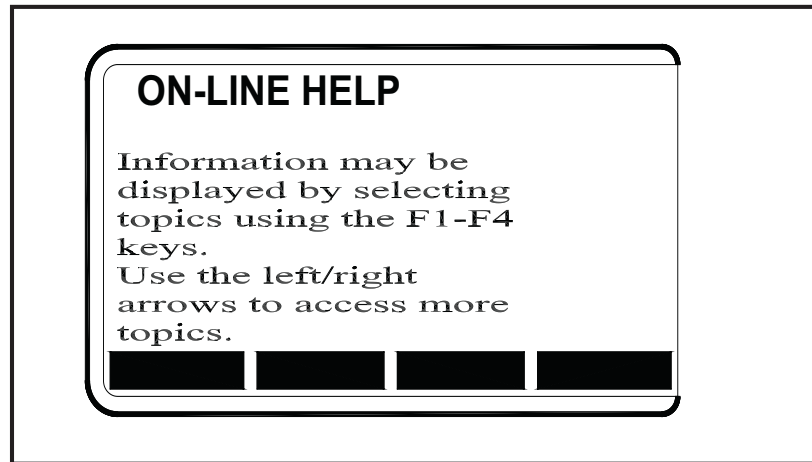 ON-LINE HELP
Information may be
displayed by selecting
topics using the F1-F4
keys.
Use the left/right
arrows to access more
topics.